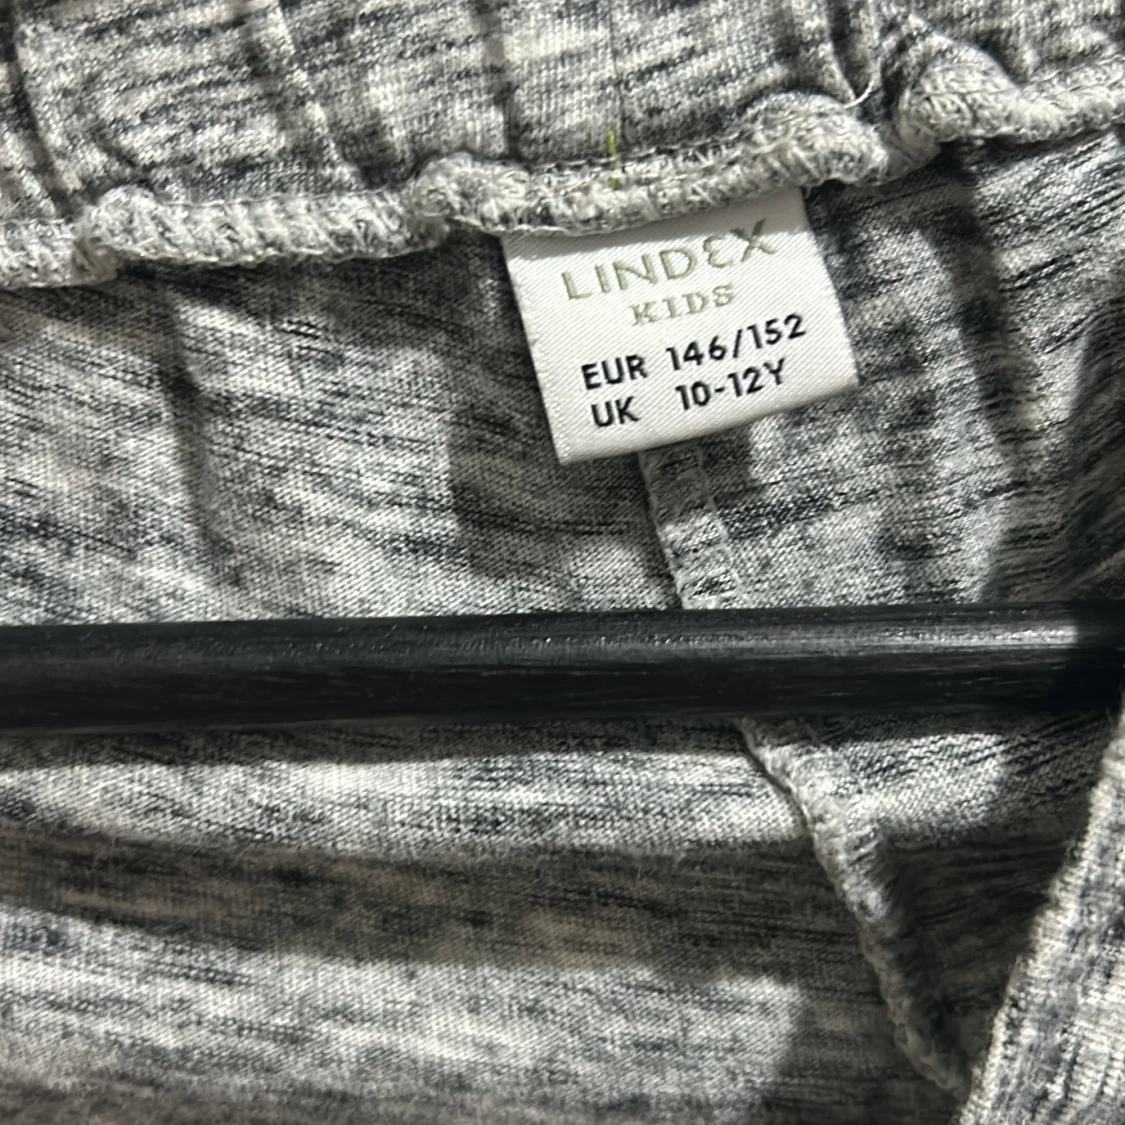 LINDEX
KIDS
EUR 146/152
UK 10-12Y